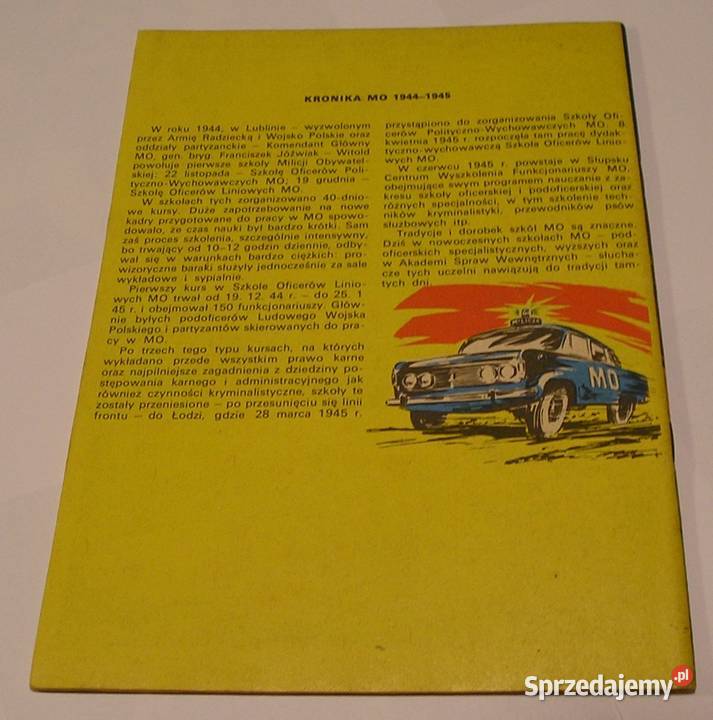 KRONIKA MO 1944–1945
W roku 1944, w Lublinie – wyzwolonym
przez Armię Radziecką i Wojsko Polskie oraz
oddziały partyzanckie – Komendant Główny
MO, gen. bryg. Franciszek Jóźwiak – Witold
powołuje pierwsze szkoły Milicji Obywatel-
skiej; 22 listopada – Szkołę Oficerów Poli-
tyczno-Wychowawczych MO; 19 grudnia –
Szkołę Oficerów Liniowych MO.
W szkołach tych zorganizowano 40-dnio-
we kursy. Duże zapotrzebowanie na nowe
kadry przygotowane do pracy w MO spowo-
dowało, że czas nauki był bardzo krótki. Sam
zaś proces szkolenia, szczególnie intensywny,
bo trwający od 10–12 godzin dziennie, odby-
wał się w warunkach bardzo ciężkich: pro-
wizoryczne baraki służyły jednocześnie za sale
wykładowe i sypialnie.
Pierwszy kurs w Szkole Oficerów Linio-
wych MO trwał od 19. 12. 44 r. – do 25. 1
45 r. i obejmował 150 funkcjonariuszy. Głów-
nie byłych podoficerów Ludowego Wojska
Polskiego i partyzantów skierowanych do pra-
cy w MO.
Po trzech tego typu kursach, na których
wykładano przede wszystkim prawo karne
oraz najpilniejsze zagadnienia z dziedziny po-
stępowania karnego i administracyjnego jak
również czynności kryminalistyczne, szkoły te
zostały przeniesione – po przesunięciu się linii
frontu – do Łodzi, gdzie 28 marca 1945 r.
przystąpiono do zorganizowania Szkoły Ofi-
cerów Polityczno-Wychowawczych MO. 8
kwietnia 1945 r. rozpoczęła tam pracę dydak-
tyczno-wychowawczą Szkoła Oficerów Linio-
wych MO.
W czerwcu 1945 r. powstaje w Słupsku
Centrum Wyszkolenia Funkcjonariuszy MO,
obejmujące swym programem nauczanie z za-
kresu szkoły oficerskiej i podoficerskiej oraz
różnych specjalności, w tym szkolenie tech-
ników kryminalistyki, przewodników psów
służbowych itp.
Tradycje i dorobek szkół MO są znaczne.
Dziś w nowoczesnych szkołach MO – pod-
oficerskich specjalistycznych, wyższych oraz
w Akademi Spraw Wewnętrznych – słucha-
cze tych uczelni nawiązują do tradycji tam-
tych dni.
MILICJA
MO
Sprzedajemy.pl